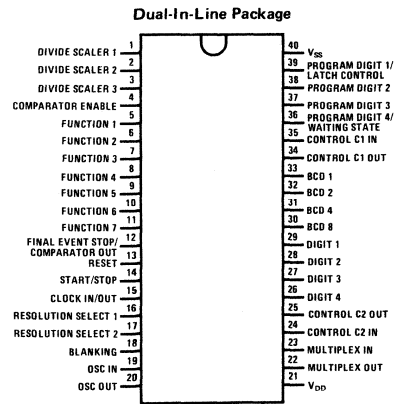 Dual-In-Line Package
DIVIDE SCALER 1 1
DIVIDE SCALER 2 2
DIVIDE SCALER 3 3
COMPARATOR ENABLE 4
FUNCTION 1 5
FUNCTION 2 6
FUNCTION 3 7
FUNCTION 4 8
FUNCTION 5 9
FUNCTION 6 10
FUNCTION 7 11
FINAL EVENT STOP/
COMPARATOR OUT 12
RESET 13
START/STOP 14
CLOCK IN/OUT 15
RESOLUTION SELECT 1 16
RESOLUTION SELECT 2 17
BLANKING 18
OSC IN 19
OSC OUT 20
40 VSS
39 PROGRAM DIGIT 1/
LATCH CONTROL
38 PROGRAM DIGIT 2
37 PROGRAM DIGIT 3
36 PROGRAM DIGIT 4/
WAITING STATE
35 CONTROL C1 IN
34 CONTROL C1 OUT
33 BCD 1
32 BCD 2
31 BCD 4
30 BCD 8
29 DIGIT 1
28 DIGIT 2
27 DIGIT 3
26 DIGIT 4
25 CONTROL C2 OUT
24 CONTROL C2 IN
23 MULTIPLEX IN
22 MULTIPLEX OUT
21 VDD